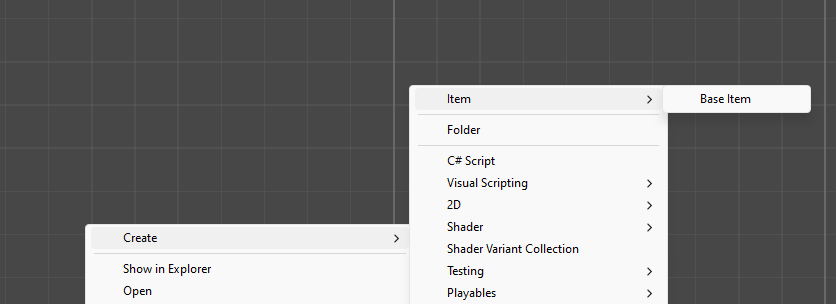 Item
Base Item
Folder
C# Script
Visual Scripting
2D
Shader
Create
Shader Variant Collection
Show in Explorer
Testing
Open
Playables